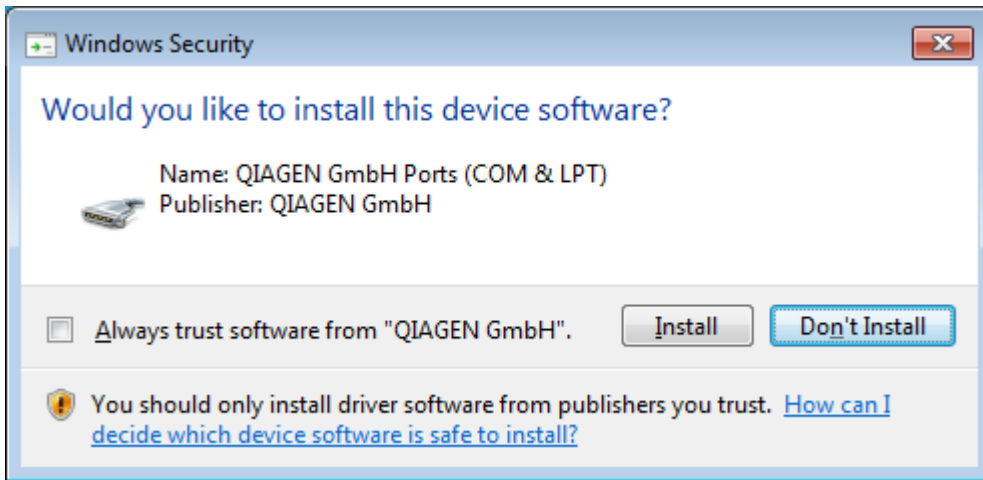 Windows Security
Would you like to install this device software?
Name: QIAGEN GmbH Ports (COM & LPT)
Publisher: QIAGEN GmbH
Always trust software from "QIAGEN GmbH".
Install
Don't Install
You should only install driver software from publishers you trust. How can I
decide which device software is safe to install?